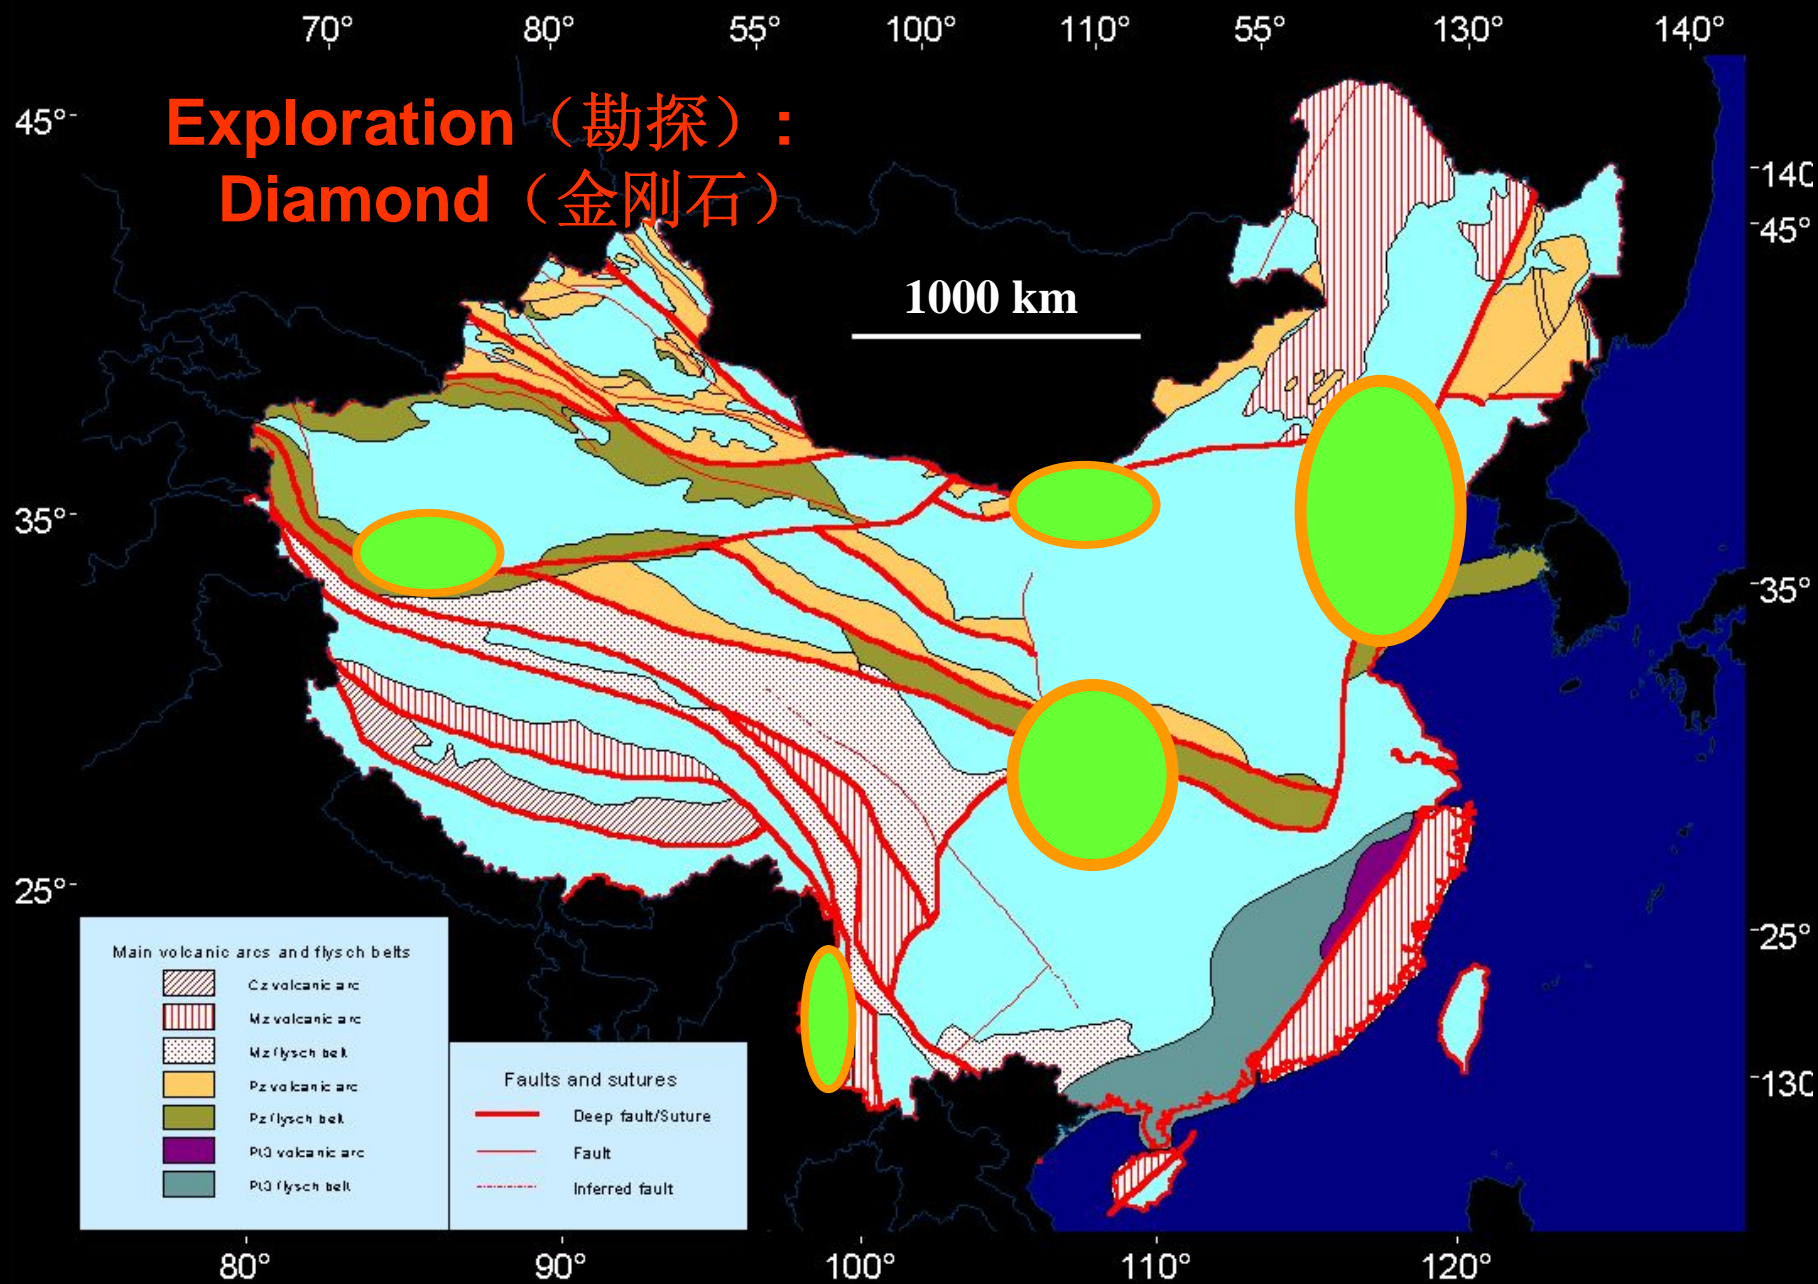 70° 80° 55° 100° 110° 55° 130° 140°
45°
Exploration（勘探）:
Diamond（金刚石）
14C
45°
1000 km
35°
35°
25°
25°
Main volcanic arcs and flysch belts
Cz volcanic arc
Mz volcanic arc
Mz flysch belt
Pz volcanic arc
Pz flysch belt
Pt3 volcanic arc
Pt3 flysch belt
Faults and sutures
Deep fault/Suture
Fault
Inferred fault
13C
80° 90° 100° 110° 120°